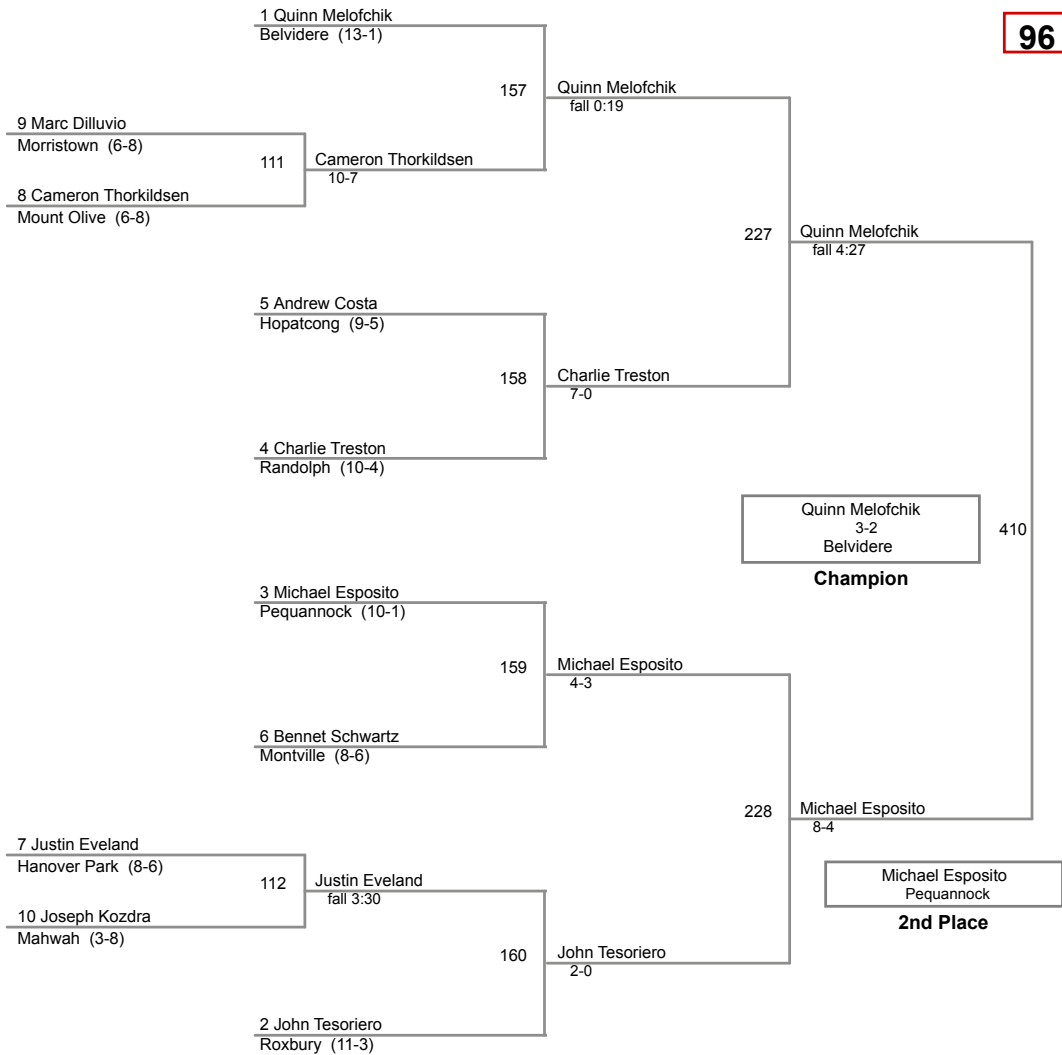 1 Quinn Melofchik
Belvidere (13-1)
96
157
Quinn Melofchik
fall 0:19
9 Marc Dilluvio
Morristown (6-8)
111
Cameron Thorkildsen
10-7
8 Cameron Thorkildsen
Mount Olive (6-8)
227
Quinn Melofchik
fall 4:27
5 Andrew Costa
Hopatcong (9-5)
158
Charlie Treston
7-0
4 Charlie Treston
Randolph (10-4)
Quinn Melofchik
3-2
Belvidere
410
Champion
3 Michael Esposito
Pequannock (10-1)
159
Michael Esposito
4-3
6 Bennet Schwartz
Montville (8-6)
228
Michael Esposito
8-4
7 Justin Eveland
Hanover Park (8-6)
112
Justin Eveland
fall 3:30
Michael Esposito
Pequannock
2nd Place
10 Joseph Kozdra
Mahwah (3-8)
160
John Tesoriero
2-0
2 John Tesoriero
Roxbury (11-3)